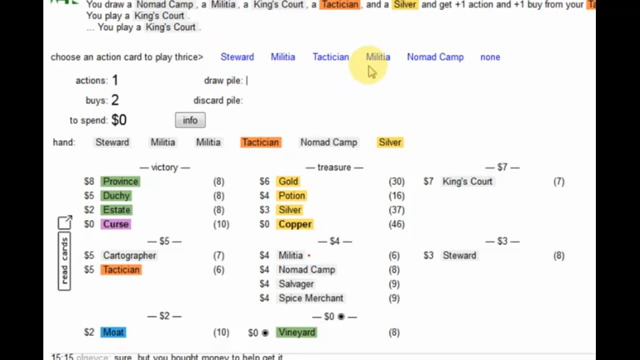 You draw a Nomad Camp, a Militia, a King's Court, a Tactician, and a Silver and get +1 action and +1 buy from your
You play a King's Court.
... You play a King's Court.
choose an action card to play thrice? Steward Militia Tactician Militia Nomad Camp none
actions: 1 draw pile:
buys: 2 discard pile:
to spend: $0 info
hand: Steward Militia Militia Tactician Nomad Camp Silver
— victory — — treasure — — $7 —
$8 Province (8) $6 Gold (30) $7 King's Court (7)
$5 Duchy (8) $4 Potion (16)
$2 Estate (8) $3 Silver (37)
$0 Curse (10) $0 Copper (46)
— $5 — — $4 — — $3 —
$5 Cartographer (7) $4 Militia (6) $3 Steward (8)
$5 Tactician (6) $4 Nomad Camp (8)
$4 Salvager (9)
$4 Spice Merchant (9)
— $2 — — $0 —
$2 Moat (10) $0 Vineyard (8)
read cards
15:15 sure, but you bought money to help get it